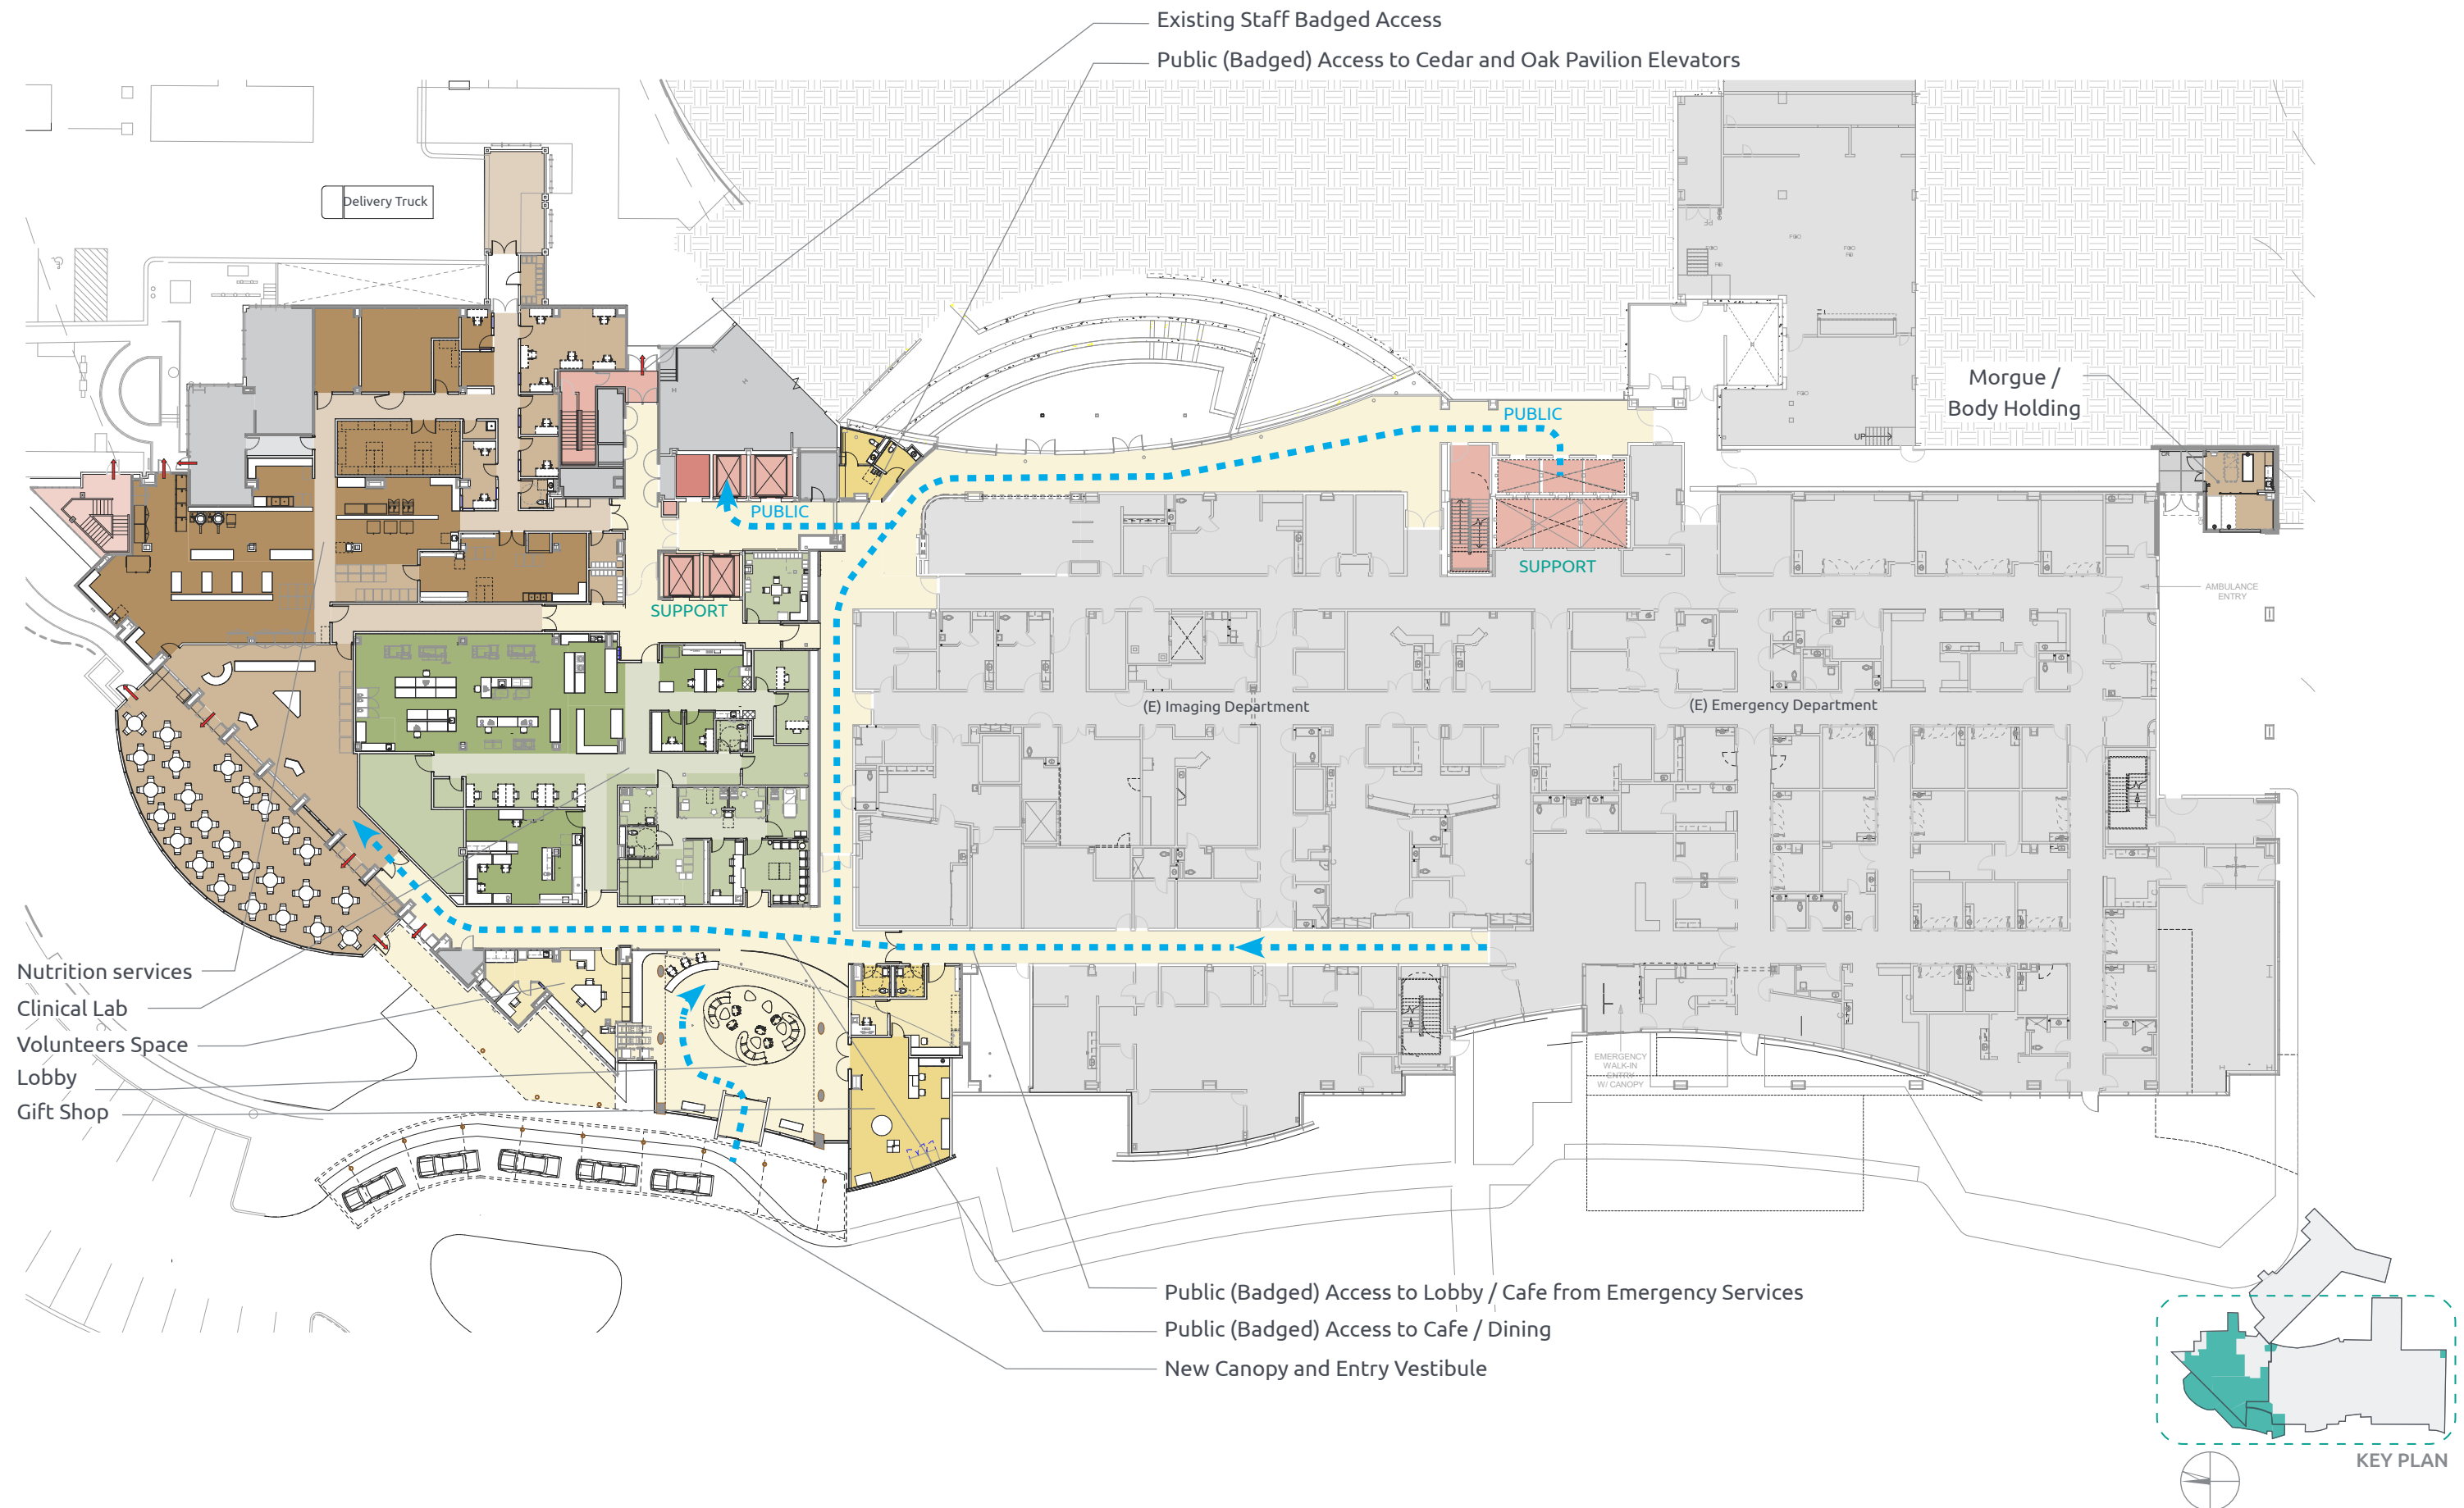 Existing Staff Badged Access
Public (Badged) Access to Cedar and Oak Pavilion Elevators
Delivery Truck
Morgue /
Body Holding
PUBLIC
UP
PUBLIC
SUPPORT
SUPPORT
AMBULANCE
ENTRY
(E) Imaging Department
(E) Emergency Department
Nutrition services
Clinical Lab
Volunteers Space
Lobby
Gift Shop
EMERGENCY
WALK-IN
ENTRY
W/ CANOPY
Public (Badged) Access to Lobby / Cafe from Emergency Services
Public (Badged) Access to Cafe / Dining
New Canopy and Entry Vestibule
KEY PLAN